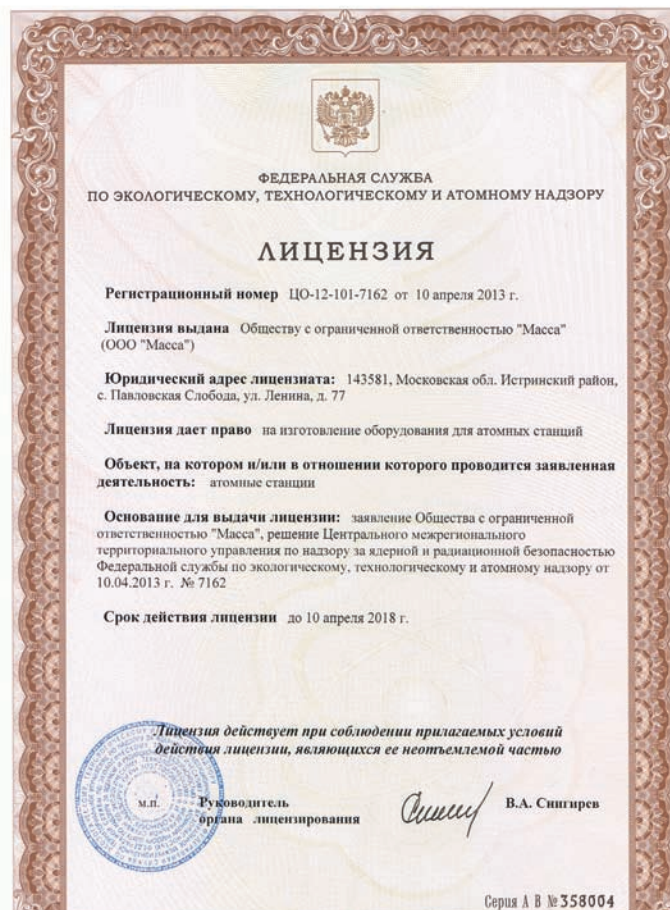 ФЕДЕРАЛЬНАЯ СЛУЖБА
ПО ЭКОЛОГИЧЕСКОМУ, ТЕХНОЛОГИЧЕСКОМУ И АТОМНОМУ НАДЗОРУ
ЛИЦЕНЗИЯ
Регистрационный номер ЦО-12-101-7162 от 10 апреля 2013 г.
Лицензия выдана Обществу с ограниченной ответственностью "Масса"
(ООО "Масса")
Юридический адрес лицензиата: 143581, Московская обл. Истринский район,
с. Павловская Слобода, ул. Ленина, д. 77
Лицензия дает право на изготовление оборудования для атомных станций
Объект, на котором и/или в отношении которого проводится заявленная
деятельность: атомные станции
Основание для выдачи лицензии: заявление Общества с ограниченной
ответственностью "Масса", решение Центрального межрегионального
территориального управления по надзору за ядерной и радиационной безопасностью
Федеральной службы по экологическому, технологическому и атомному надзору от
10.04.2013 г. № 7162
Срок действия лицензии до 10 апреля 2018 г.
Лицензия действует при соблюдении прилагаемых условий
действия лицензии, являющихся ее неотъемлемой частью
м.п. Руководитель В.А. Снигирев
органа лицензирования
Серия А В № 358004